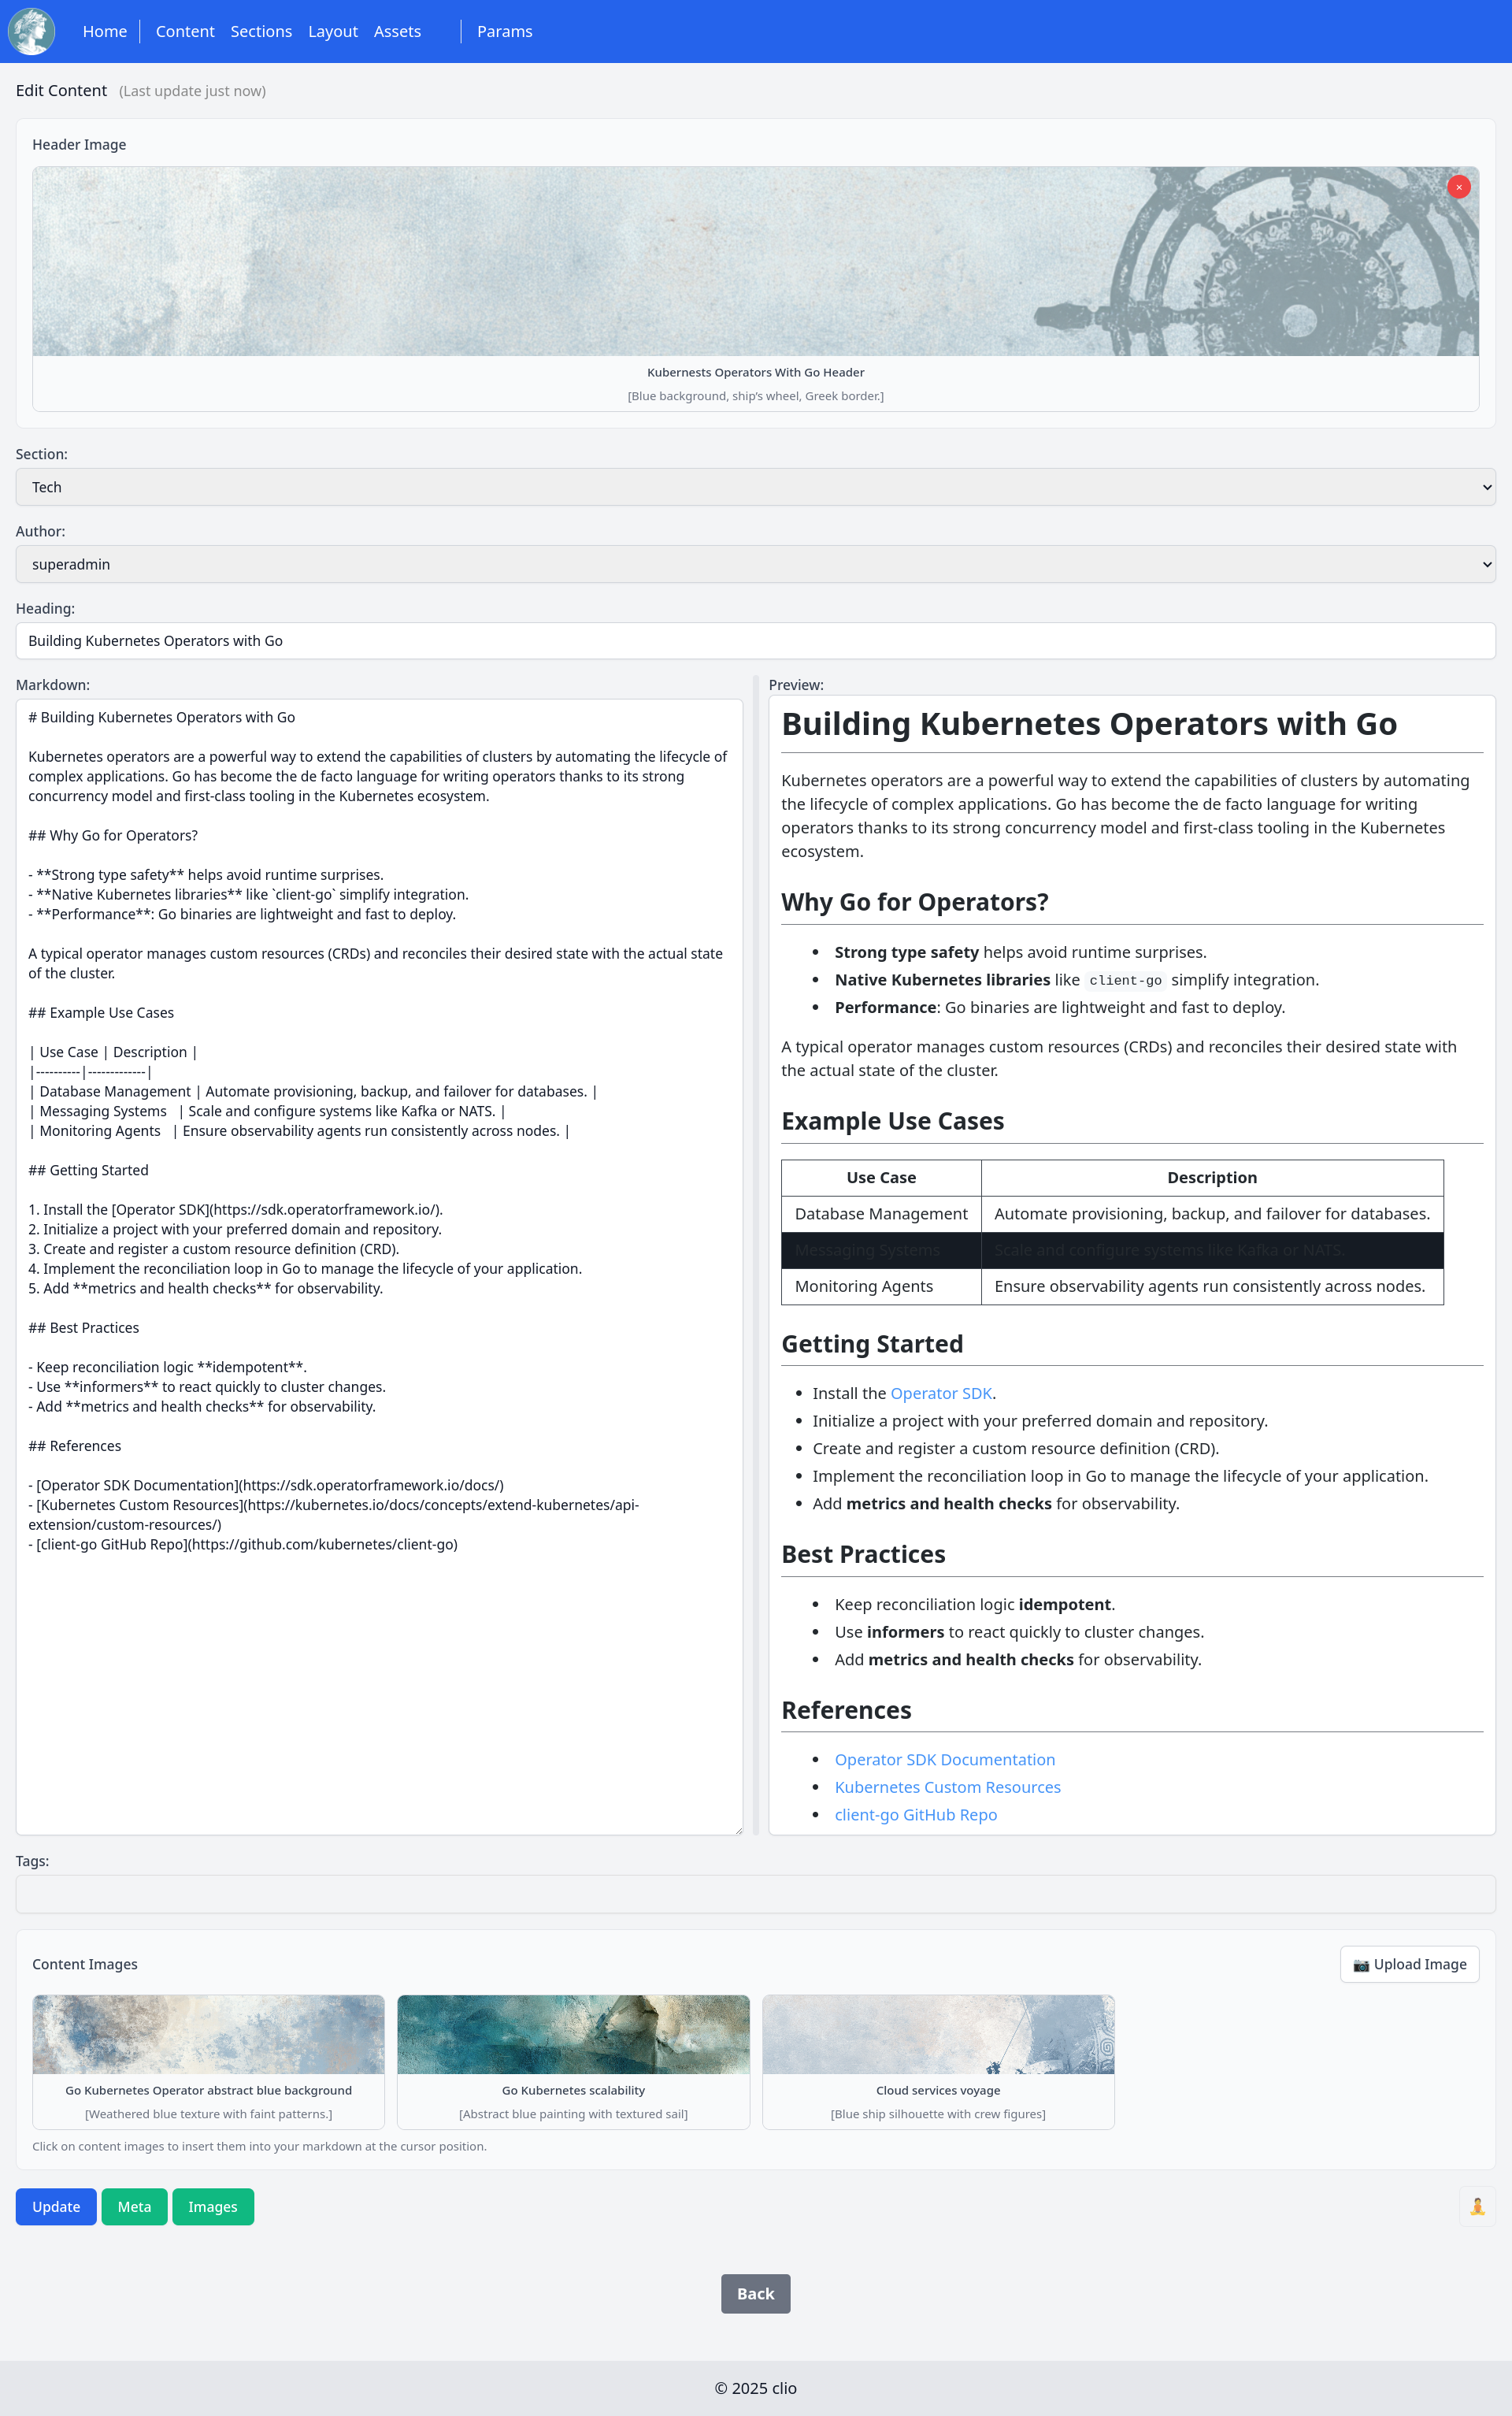 Home
Content
Sections
Layout
Assets
Params
Edit Content (Last update just now)
Header Image
×
Kubernests Operators With Go Header
[Blue background, ship's wheel, Greek border.]
Section:
Tech
Author:
superadmin
Heading:
Building Kubernetes Operators with Go
Markdown:
# Building Kubernetes Operators with Go
Kubernetes operators are a powerful way to extend the capabilities of clusters by automating the lifecycle of
complex applications. Go has become the de facto language for writing operators thanks to its strong
concurrency model and first-class tooling in the Kubernetes ecosystem.
## Why Go for Operators?
- **Strong type safety** helps avoid runtime surprises.
- **Native Kubernetes libraries** like `client-go` simplify integration.
- **Performance**: Go binaries are lightweight and fast to deploy.
A typical operator manages custom resources (CRDs) and reconciles their desired state with the actual state
of the cluster.
## Example Use Cases
| Use Case | Description |
|----------|-------------|
| Database Management | Automate provisioning, backup, and failover for databases. |
| Messaging Systems   | Scale and configure systems like Kafka or NATS. |
| Monitoring Agents   | Ensure observability agents run consistently across nodes. |
## Getting Started
1. Install the [Operator SDK](https://sdk.operatorframework.io/).
2. Initialize a project with your preferred domain and repository.
3. Create and register a custom resource definition (CRD).
4. Implement the reconciliation loop in Go to manage the lifecycle of your application.
5. Add **metrics and health checks** for observability.
## Best Practices
- Keep reconciliation logic **idempotent**.
- Use **informers** to react quickly to cluster changes.
- Add **metrics and health checks** for observability.
## References
- [Operator SDK Documentation](https://sdk.operatorframework.io/docs/)
- [Kubernetes Custom Resources](https://kubernetes.io/docs/concepts/extend-kubernetes/api-
extension/custom-resources/)
- [client-go GitHub Repo](https://github.com/kubernetes/client-go)
Preview:
Building Kubernetes Operators with Go
Kubernetes operators are a powerful way to extend the capabilities of clusters by automating
the lifecycle of complex applications. Go has become the de facto language for writing
operators thanks to its strong concurrency model and first-class tooling in the Kubernetes
ecosystem.
Why Go for Operators?
• Strong type safety helps avoid runtime surprises.
• Native Kubernetes libraries like client-go simplify integration.
• Performance: Go binaries are lightweight and fast to deploy.
A typical operator manages custom resources (CRDs) and reconciles their desired state with
the actual state of the cluster.
Example Use Cases
Use Case Description
Database Management Automate provisioning, backup, and failover for databases.
Messaging Systems Scale and configure systems like Kafka or NATS.
Monitoring Agents Ensure observability agents run consistently across nodes.
Getting Started
• Install the Operator SDK.
• Initialize a project with your preferred domain and repository.
• Create and register a custom resource definition (CRD).
• Implement the reconciliation loop in Go to manage the lifecycle of your application.
• Add metrics and health checks for observability.
Best Practices
• Keep reconciliation logic idempotent.
• Use informers to react quickly to cluster changes.
• Add metrics and health checks for observability.
References
• Operator SDK Documentation
• Kubernetes Custom Resources
• client-go GitHub Repo
Tags:
Content Images
Upload Image
Go Kubernetes Operator abstract blue background
[Weathered blue texture with faint patterns.]
Go Kubernetes scalability
[Abstract blue painting with textured sail]
Cloud services voyage
[Blue ship silhouette with crew figures]
Click on content images to insert them into your markdown at the cursor position.
Update
Meta
Images
Back
© 2025 clio